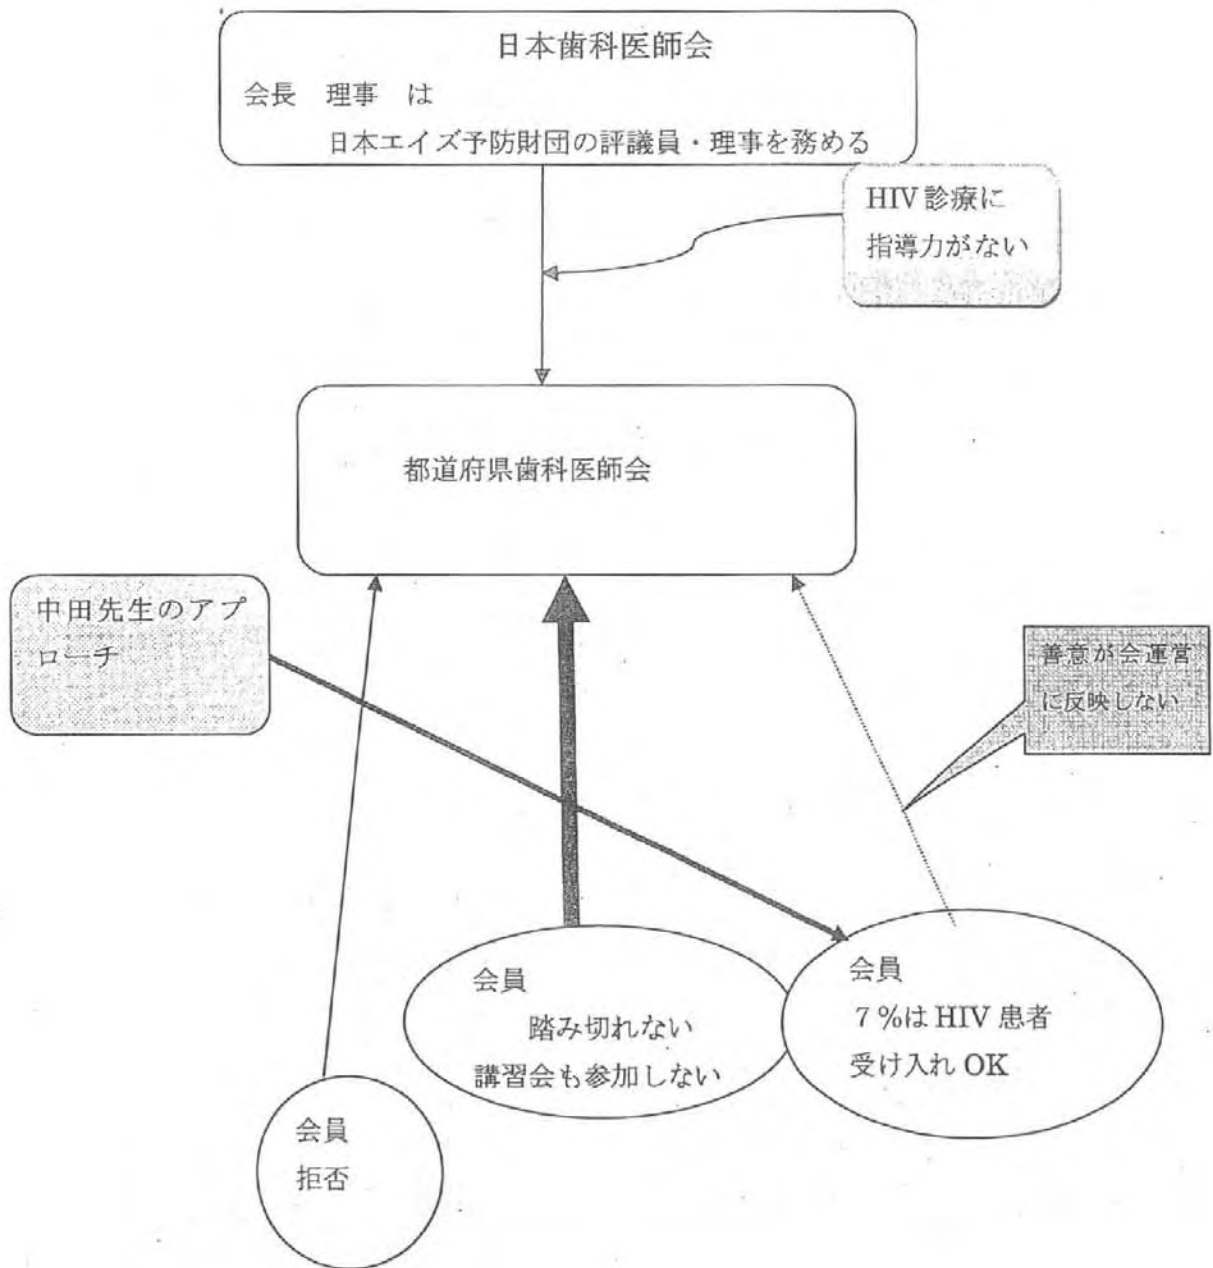 日本歯科医師会
会長　理事　は
日本エイズ予防財団の評議員・理事を務める
HIV 診療に
指導力がない
都道府県歯科医師会
中田先生のアプ
ローチ
善意が会運営
に反映しない
会員
踏み切れない
講習会も参加しない
会員
７％は HIV 患者
受け入れ OK
会員
拒否